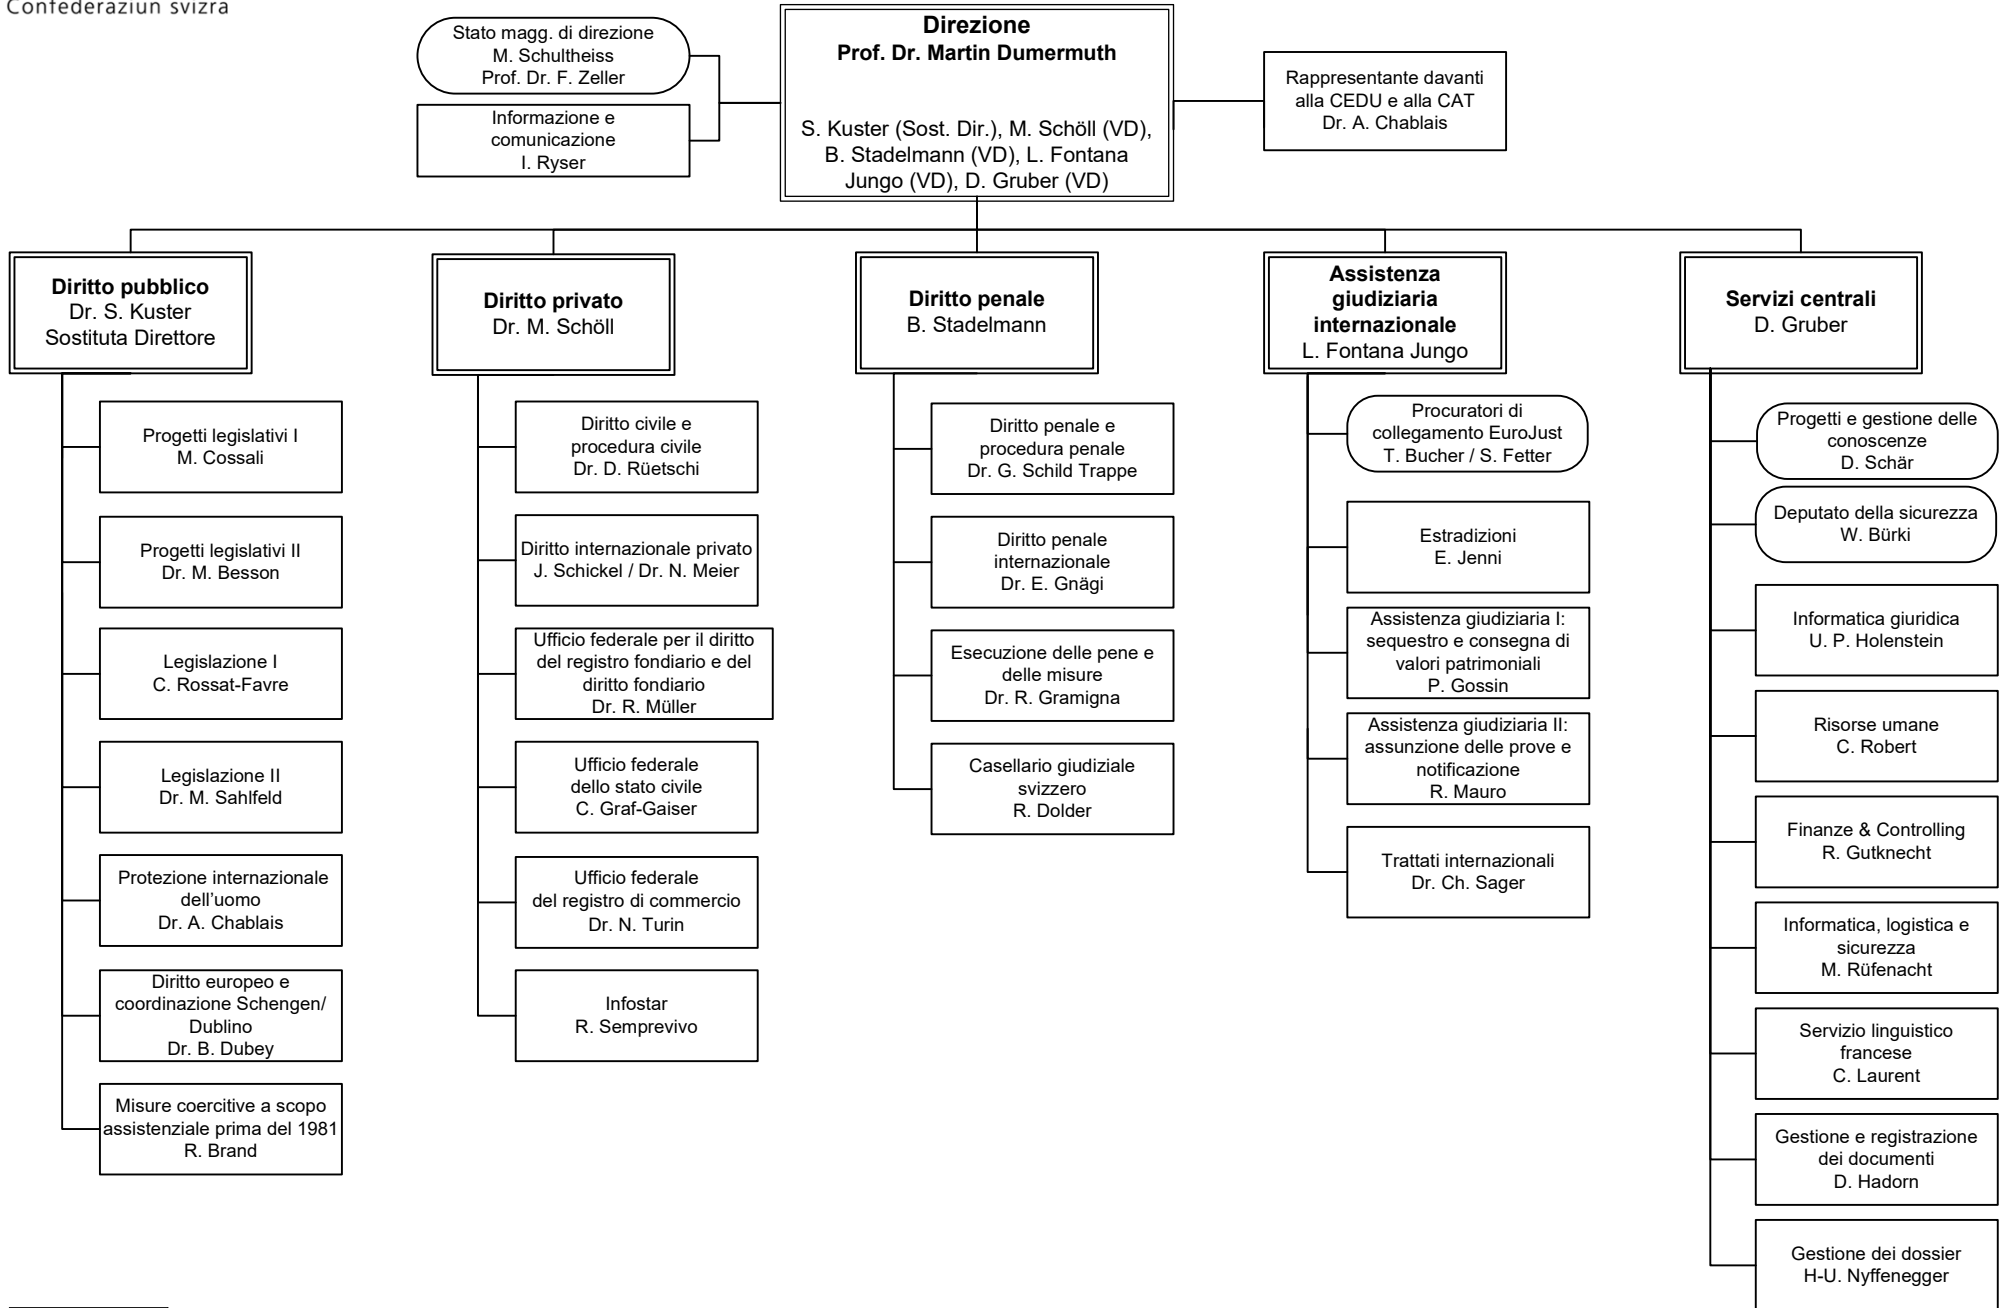 Confederaziun svizra
Stato magg. di direzione
M. Schultheiss
Prof. Dr. F. Zeller
Informazione e
comunicazione
I. Ryser
Direzione
Prof. Dr. Martin Dumermuth
S. Kuster (Sost. Dir.), M. Schöll (VD),
B. Stadelmann (VD), L. Fontana
Jungo (VD), D. Gruber (VD)
Rappresentante davanti
alla CEDU e alla CAT
Dr. A. Chablais
Diritto pubblico
Dr. S. Kuster
Sostituta Direttore
Progetti legislativi I
M. Cossali
Progetti legislativi II
Dr. M. Besson
Legislazione I
C. Rossat-Favre
Legislazione II
Dr. M. Sahlfeld
Protezione internazionale
dell'uomo
Dr. A. Chablais
Diritto europeo e
coordinazione Schengen/
Dublino
Dr. B. Dubey
Misure coercitive a scopo
assistenziale prima del 1981
R. Brand
Diritto privato
Dr. M. Schöll
Diritto civile e
procedura civile
Dr. D. Rüetschi
Diritto internazionale privato
J. Schickel / Dr. N. Meier
Ufficio federale per il diritto
del registro fondiario e del
diritto fondiario
Dr. R. Müller
Ufficio federale
dello stato civile
C. Graf-Gaiser
Ufficio federale
del registro di commercio
Dr. N. Turin
Infostar
R. Semprevivo
Diritto penale
B. Stadelmann
Diritto penale e
procedura penale
Dr. G. Schild Trappe
Diritto penale
internazionale
Dr. E. Gnägi
Esecuzione delle pene e
delle misure
Dr. R. Gramigna
Casellario giudiziale
svizzero
R. Dolder
Assistenza
giudiziaria
internazionale
L. Fontana Jungo
Procuratori di
collegamento EuroJust
T. Bucher / S. Fetter
Estradizioni
E. Jenni
Assistenza giudiziaria I:
sequestro e consegna di
valori patrimoniali
P. Gossin
Assistenza giudiziaria II:
assunzione delle prove e
notificazione
R. Mauro
Trattati internazionali
Dr. Ch. Sager
Servizi centrali
D. Gruber
Progetti e gestione delle
conoscenze
D. Schär
Deputato della sicurezza
W. Bürki
Informatica giuridica
U. P. Holenstein
Risorse umane
C. Robert
Finanze & Controlling
R. Gutknecht
Informatica, logistica e
sicurezza
M. Rüfenacht
Servizio linguistico
francese
C. Laurent
Gestione e registrazione
dei documenti
D. Hadorn
Gestione dei dossier
H-U. Nyffenegger